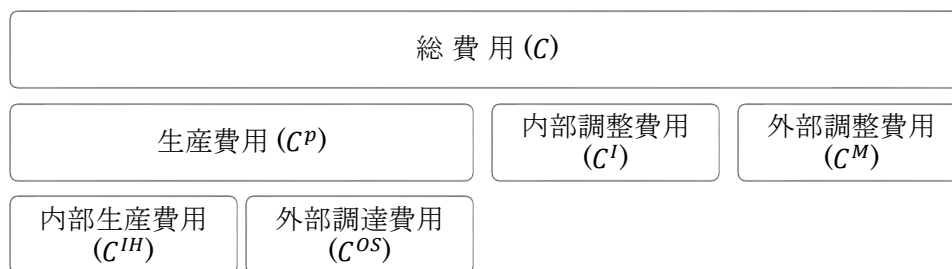 総 費 用 (C)
生産費用 (C^p)
内部調整費用
(C^I)
外部調整費用
(C^M)
内部生産費用
(C^{IH})
外部調達費用
(C^{OS})